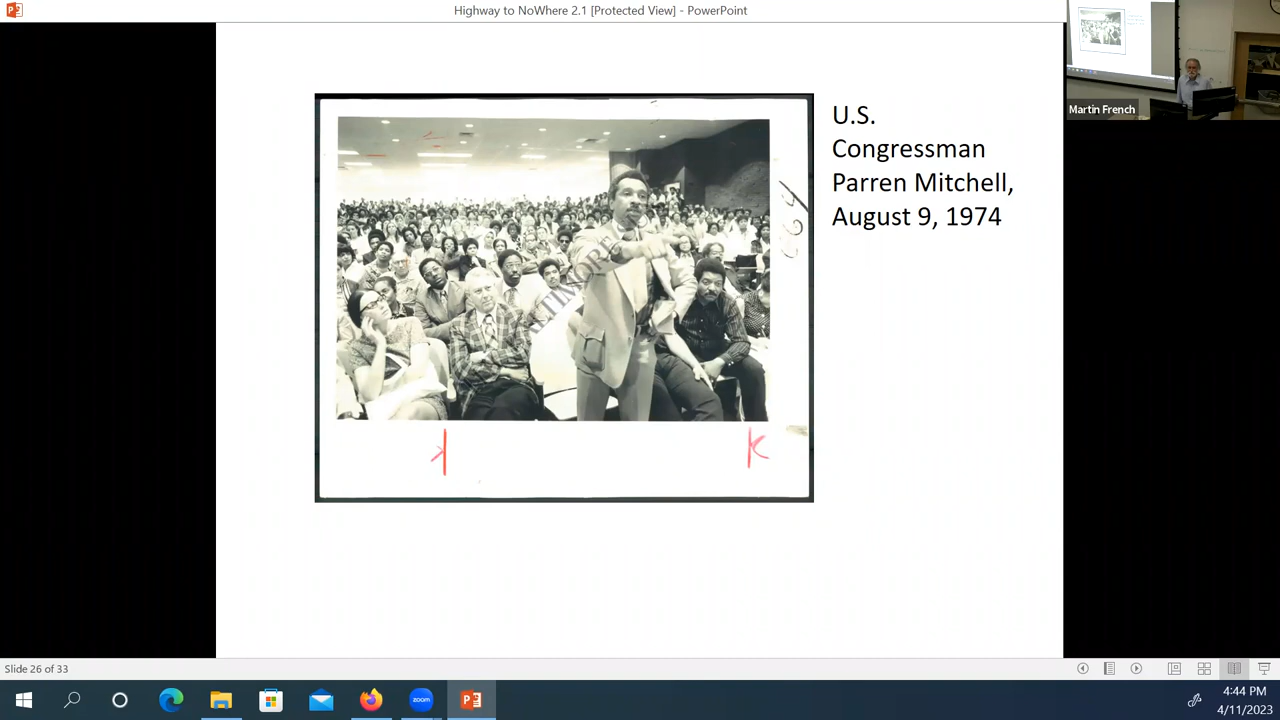 Highway to NoWhere 2.1 [Protected View] - PowerPoint
Martin French
U.S.
Congressman
Parren Mitchell,
August 9, 1974
K
Slide 26 of 33
zoom
4:44 PM
4/11/2023